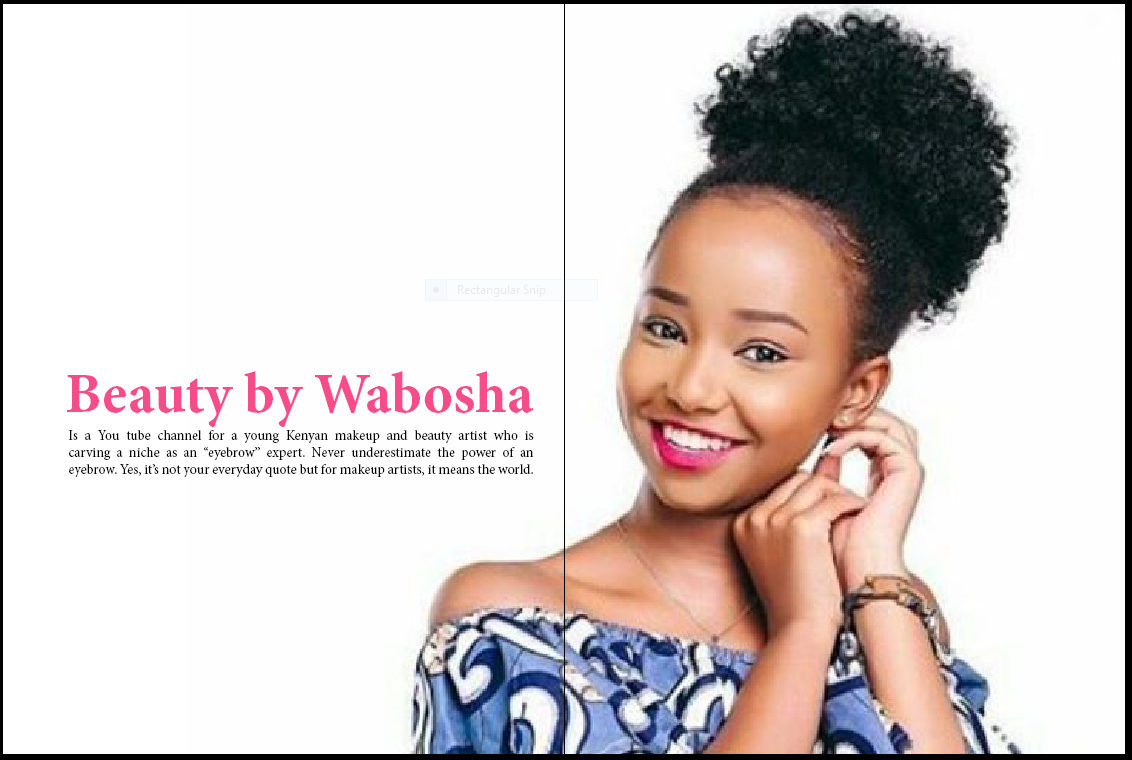 Rectangular Snip
Beauty by Wabosha
Is a You tube channel for a young Kenyan makeup and beauty artist who is
carving a niche as an “eyebrow” expert. Never underestimate the power of an
eyebrow. Yes, it’s not your everyday quote but for makeup artists, it means the world.